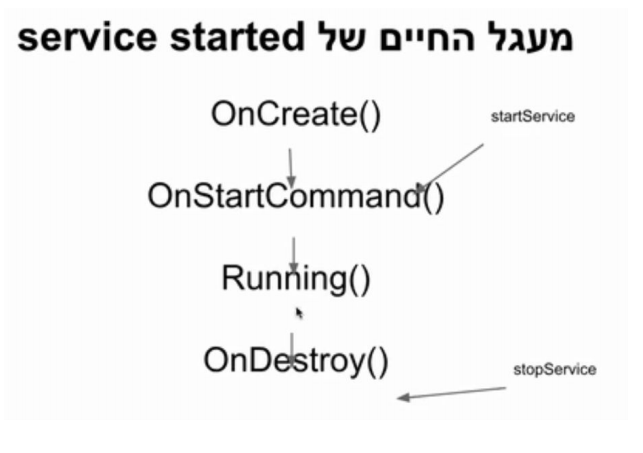 מעגל החיים של service started
OnCreate()
startService
OnStartCommand()
Running()
OnDestroy()
stopService